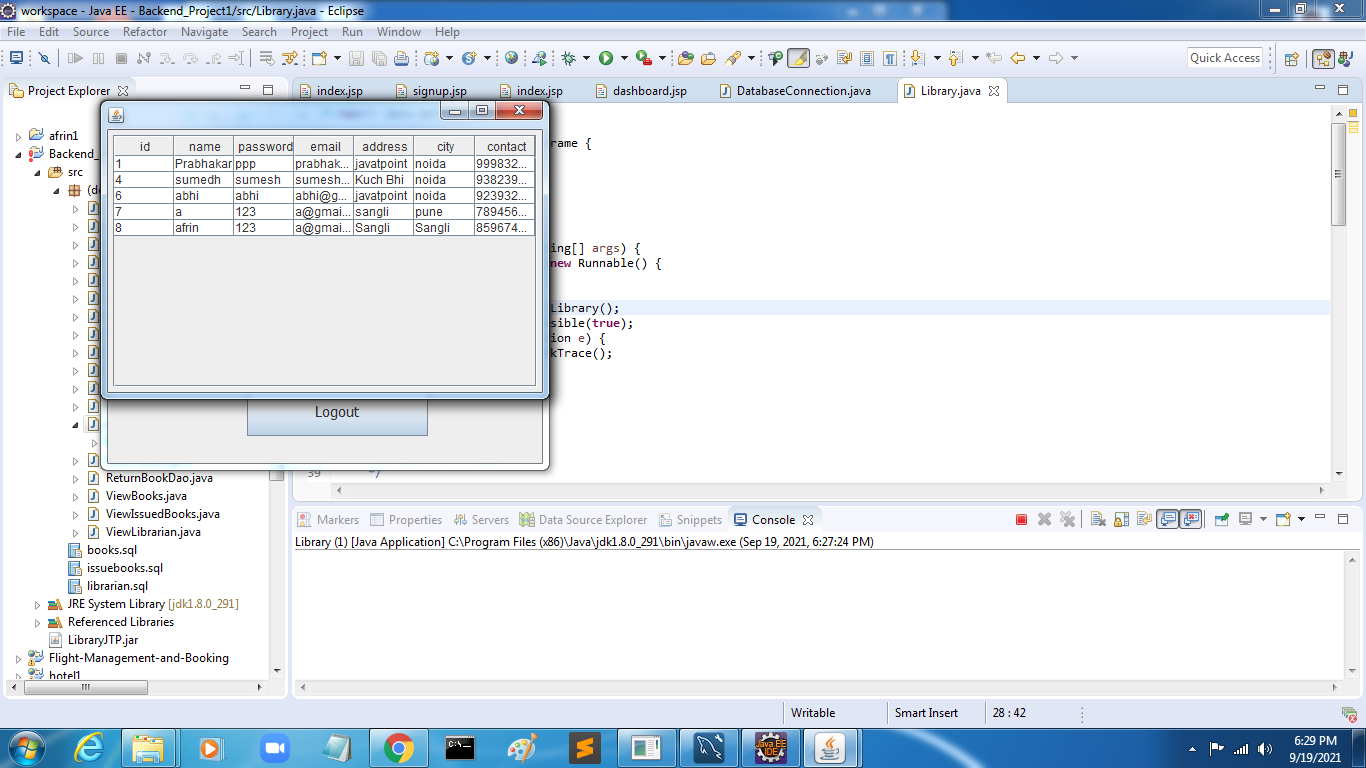 workspace - Java EE - Backend_Project1/src/Library.java - Eclipse
File Edit Source Refactor Navigate Search Project Run Window Help
Quick Access
Project Explorer
index.jsp signup.jsp index.jsp dashboard.jsp DatabaseConnection.java Library.java
afrin1
Backend_
src
(de
id name password email address city contact
1 Prabhakar ppp prabhak... javatpoint noida 999832...
4 sumedh sumesh sumesh... Kuch Bhi noida 938239...
6 abhi abhi abhi@g... javatpoint noida 923932...
7 a 123 a@gmai... sangli pune 789456...
8 afrin 123 a@gmai... Sangli Sangli 859674...
Logout
rame {
ing[] args) {
new Runnable() {
Library();
sible(true);
ion e) {
kTrace();
39 */
ReturnBookDao.java
ViewBooks.java
ViewIssuedBooks.java
ViewLibrarian.java
books.sql
issuebooks.sql
librarian.sql
JRE System Library [jdk1.8.0_291]
Referenced Libraries
LibraryJTP.jar
Flight-Management-and-Booking
hotel1
Markers Properties Servers Data Source Explorer Snippets Console
Library (1) [Java Application] C:\Program Files (x86)\Java\jdk1.8.0_291\bin\javaw.exe (Sep 19, 2021, 6:27:24 PM)
Writable Smart Insert 28 : 42
Java EE
IDE
6:29 PM
9/19/2021